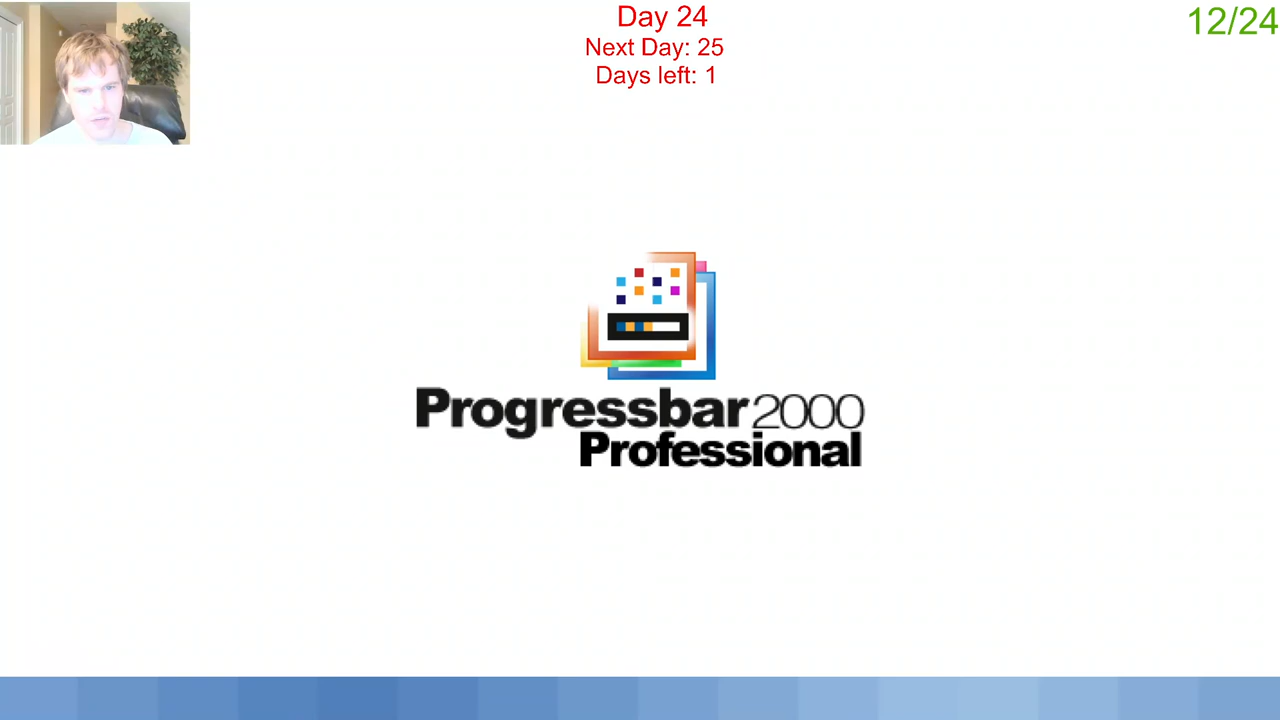 Day 24
Next Day: 25
Days left: 1
12/24
Progressbar2000
Professional